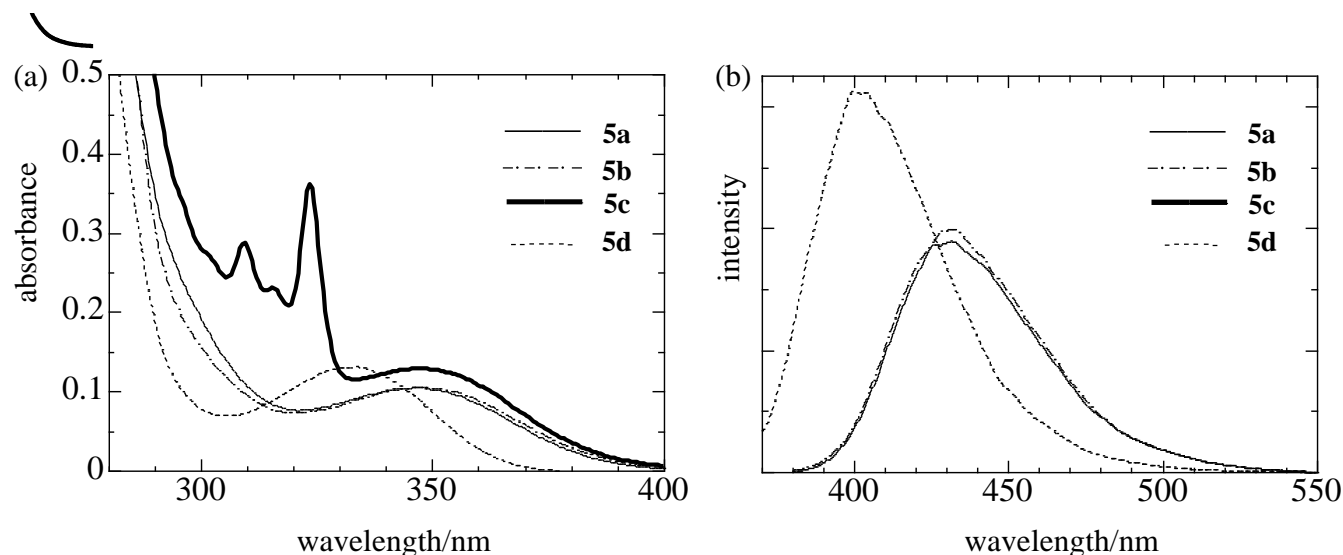 (a)
0.5
0.4
0.3
0.2
0.1
0
absorbance
300
350
400
wavelength/nm
5a
5b
5c
5d
(b)
intensity
400
450
500
550
wavelength/nm
5a
5b
5c
5d